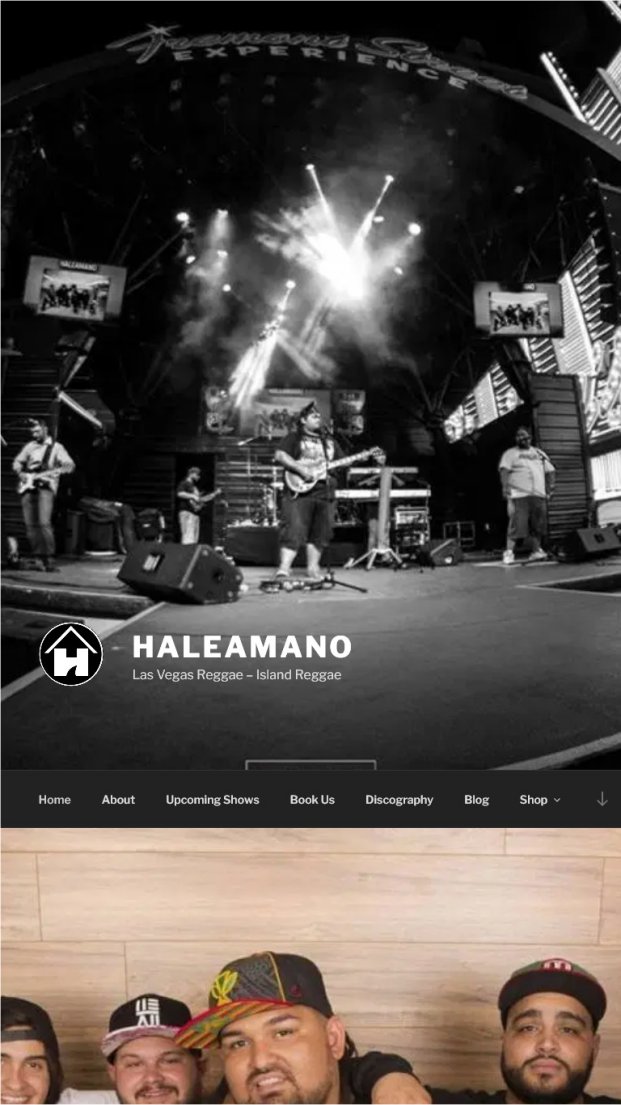 Fremont Street
EXPERIENCE
HALEAMANO
HALEAMANO
Las Vegas Reggae – Island Reggae
Home
About
Upcoming Shows
Book Us
Discography
Blog
Shop